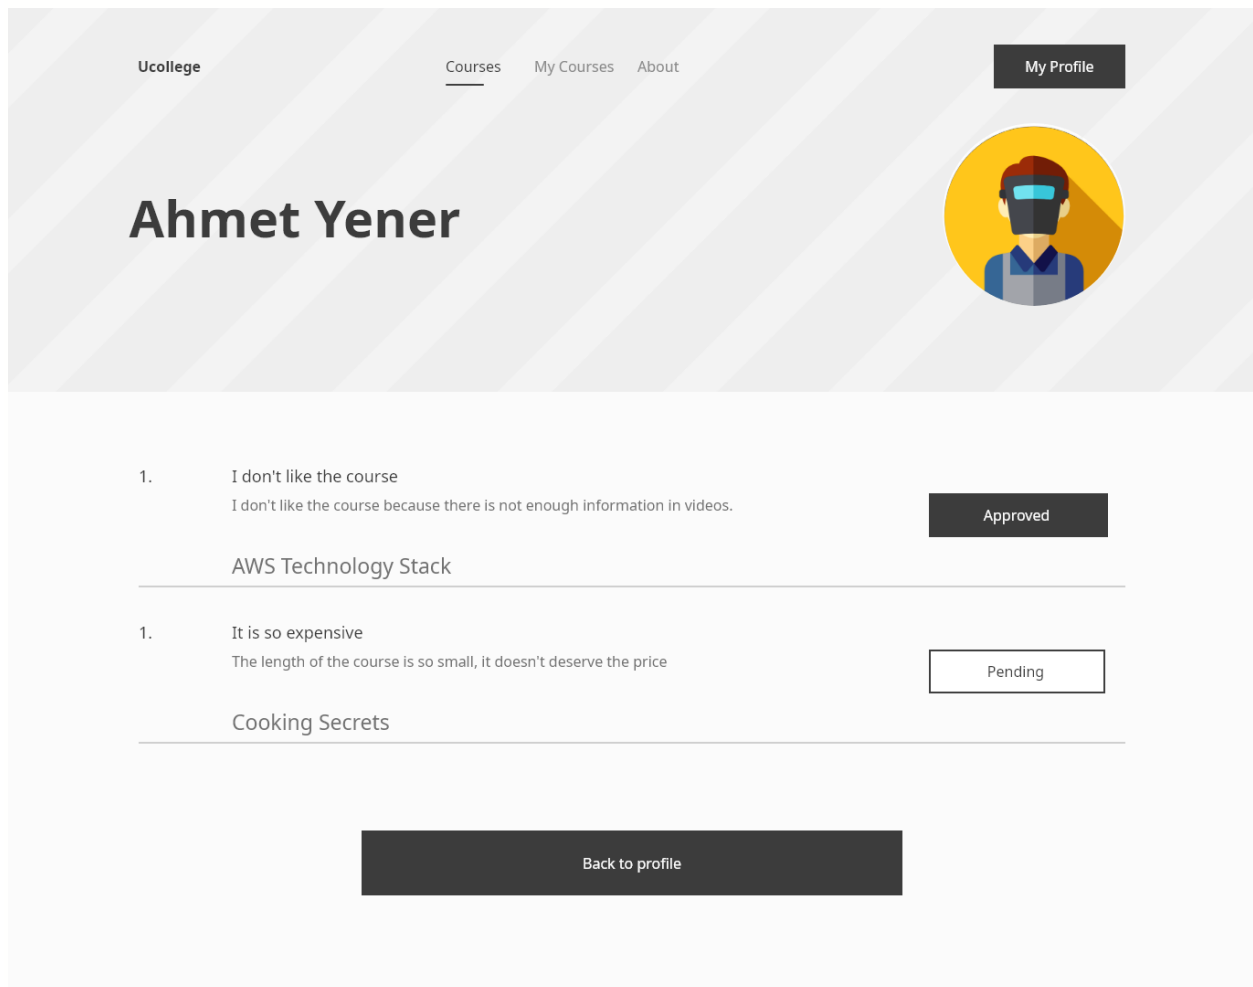 Ucollege
Courses
My Courses
About
My Profile
Ahmet Yener
1.
I don't like the course
I don't like the course because there is not enough information in videos.
Approved
AWS Technology Stack
1.
It is so expensive
The length of the course is so small, it doesn't deserve the price
Pending
Cooking Secrets
Back to profile